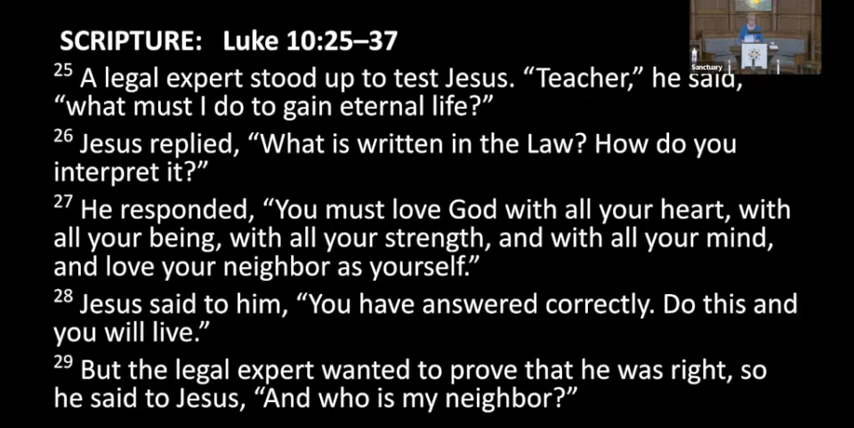 SCRIPTURE: Luke 10:25–37
25 A legal expert stood up to test Jesus. “Teacher,” he said,
“what must I do to gain eternal life?”
26 Jesus replied, “What is written in the Law? How do you
interpret it?”
27 He responded, “You must love God with all your heart, with
all your being, with all your strength, and with all your mind,
and love your neighbor as yourself.”
28 Jesus said to him, “You have answered correctly. Do this and
you will live.”
29 But the legal expert wanted to prove that he was right, so
he said to Jesus, “And who is my neighbor?”
Sanctuary